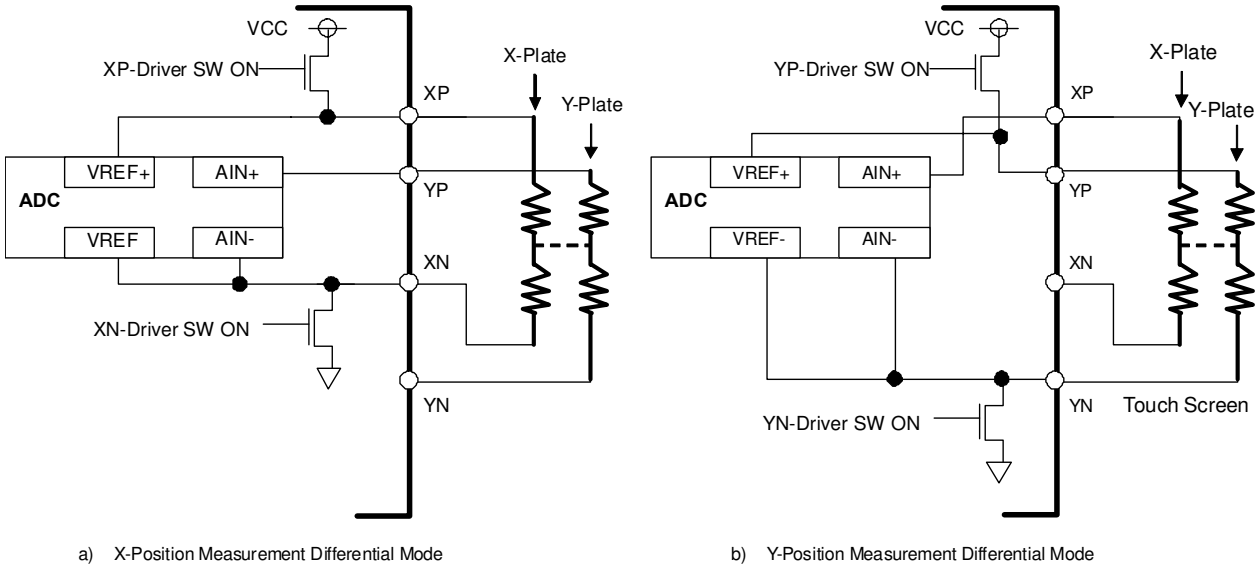 VCC
XP-Driver SW ON
X-Plate
XP
Y-Plate
VREF+
AIN+
YP
ADC
VREF
AIN-
XN
XN-Driver SW ON
YN
a) X-Position Measurement Differential Mode
VCC
YP-Driver SW ON
X-Plate
XP
Y-Plate
VREF+
AIN+
YP
ADC
VREF-
AIN-
XN
YN-Driver SW ON
YN
Touch Screen
b) Y-Position Measurement Differential Mode